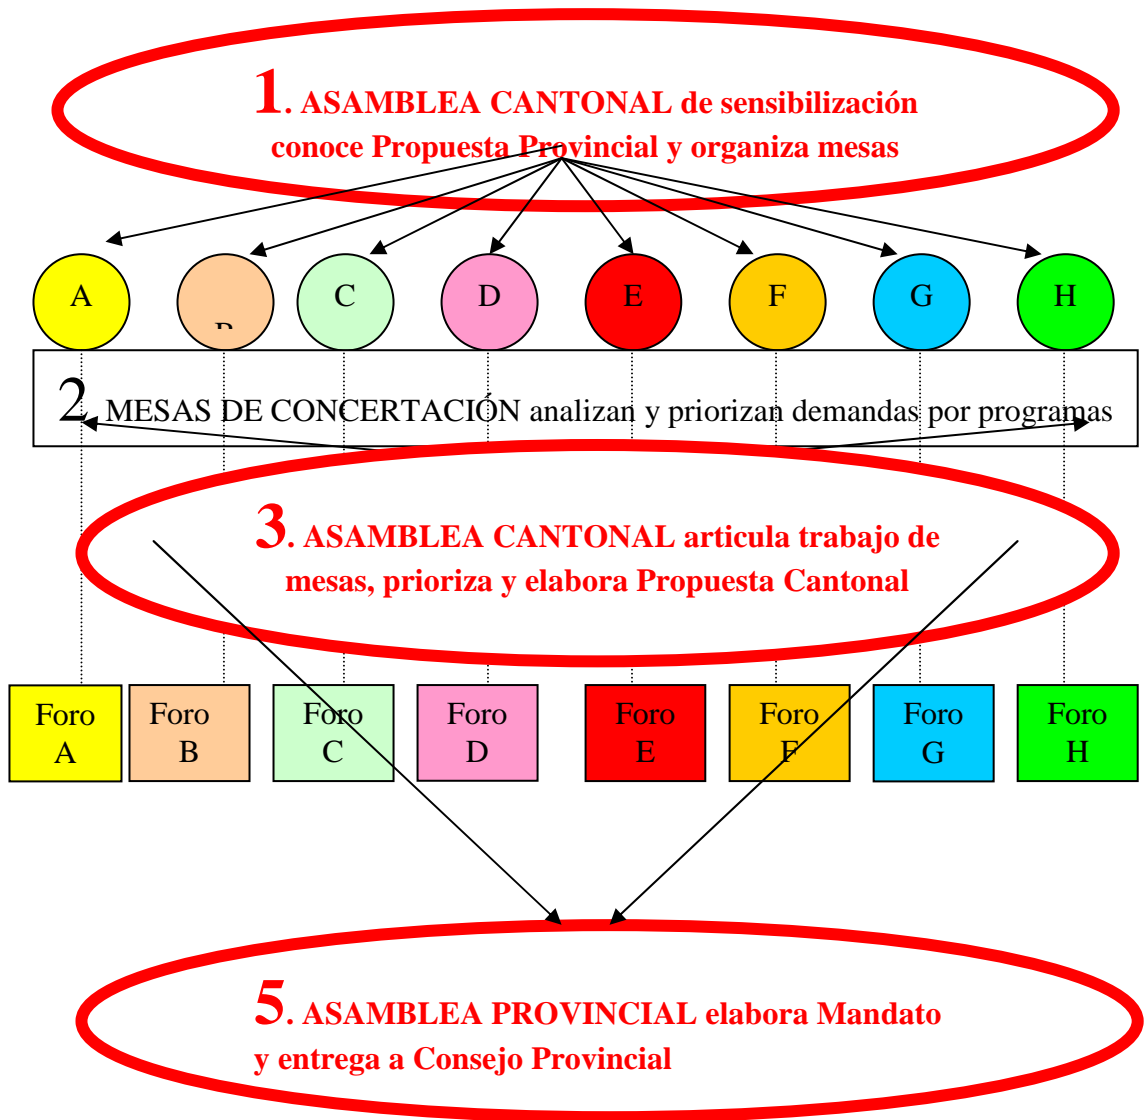 1. ASAMBLEA CANTONAL de sensibilización
conoce Propuesta Provincial y organiza mesas
A
C
D
E
F
G
H
2 MESAS DE CONCERTACIÓN analizan y priorizan demandas por programas
3. ASAMBLEA CANTONAL articula trabajo de
mesas, prioriza y elabora Propuesta Cantonal
Foro
A
Foro
B
Foro
C
Foro
D
Foro
E
Foro
F
Foro
G
Foro
H
5. ASAMBLEA PROVINCIAL elabora Mandato
y entrega a Consejo Provincial